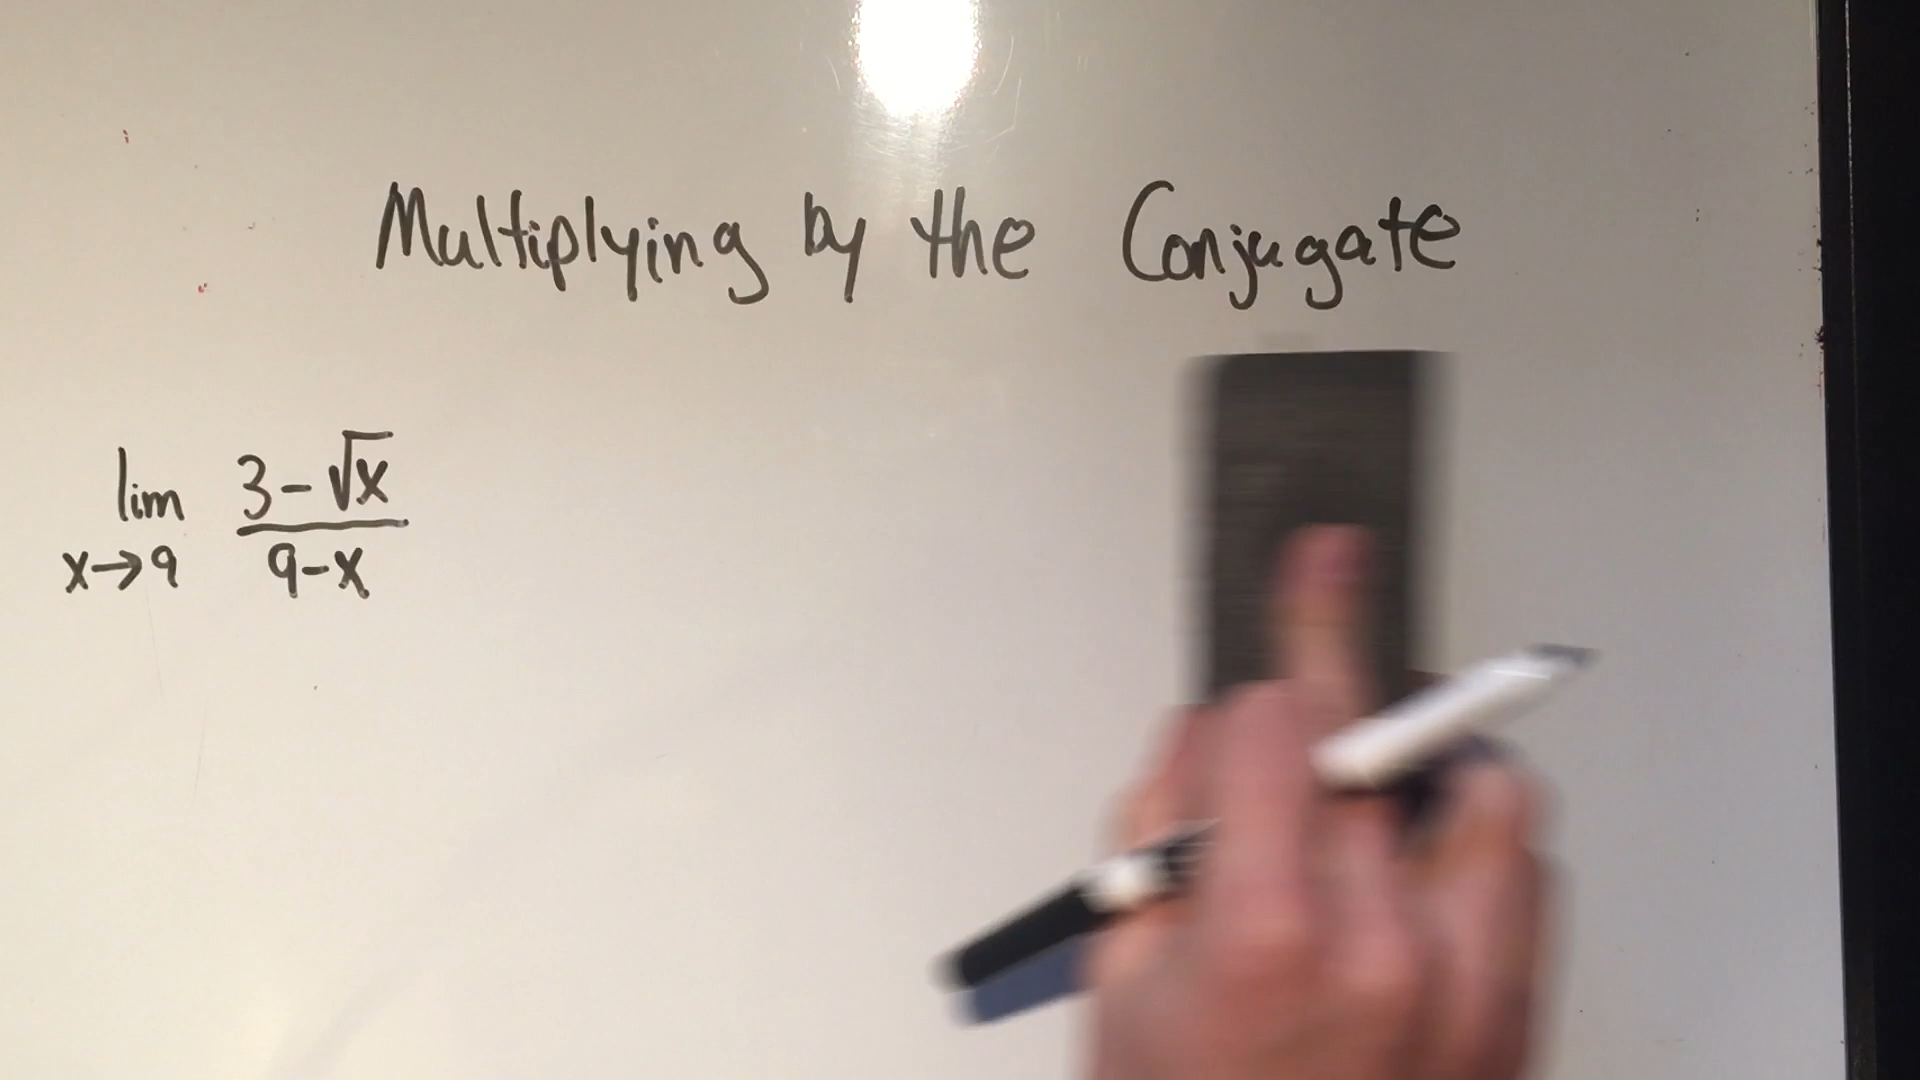 Multiplying by the Conjugate
lim 3-√x
x→9 9-x